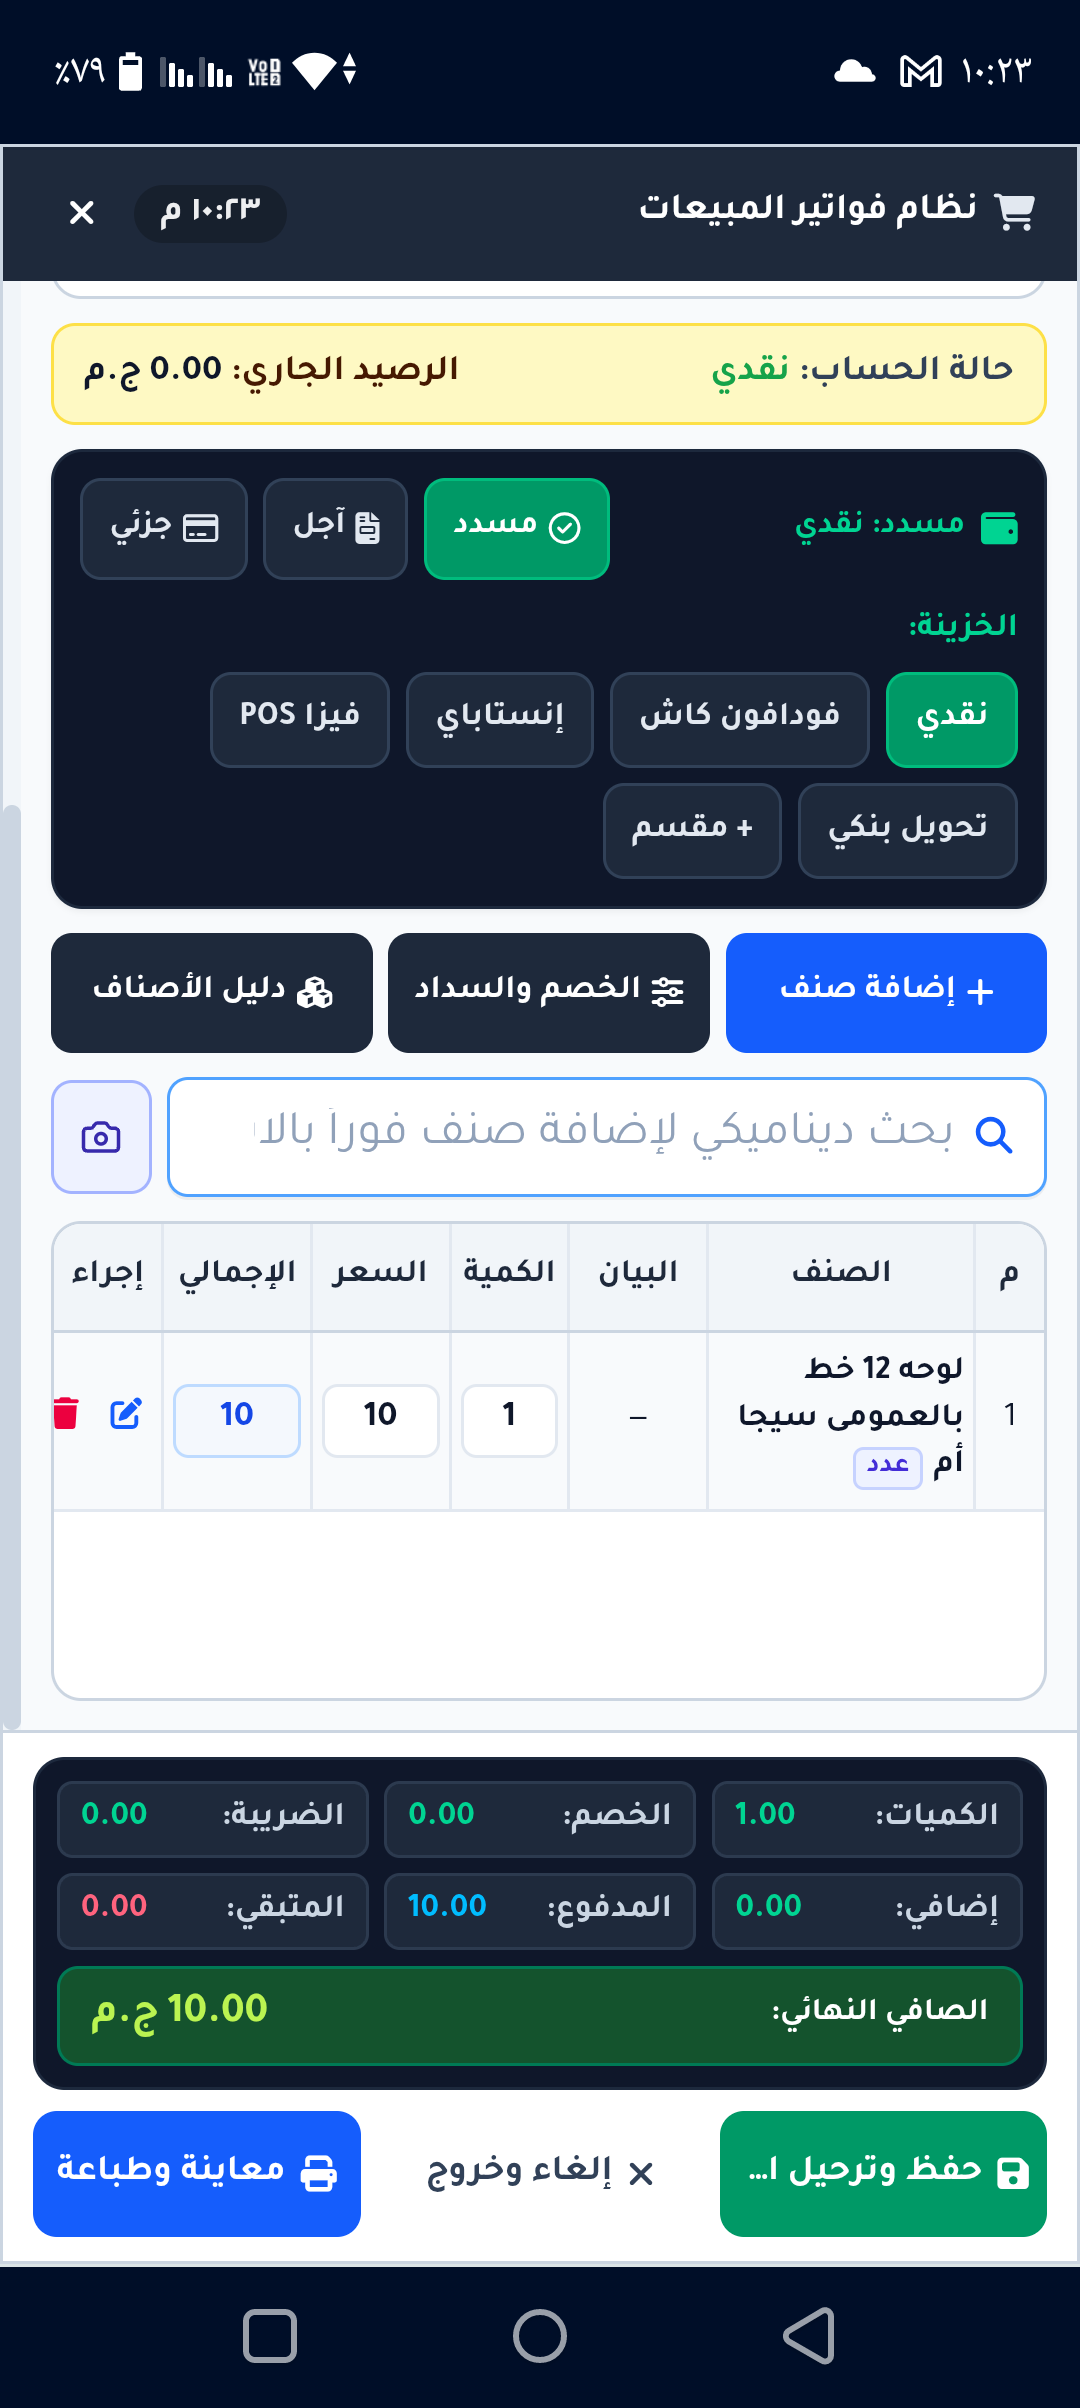 ١٠:٢٣
٧٩٪
VoD LTE 2
نظام فواتير المبيعات
١٠:٢٣ م
حالة الحساب: نقدي
الرصيد الجاري: 0.00 ج.م
مسدد: نقدي
مسدد
آجل
جزئي
الخزينة:
نقدي
فودافون كاش
إنستاباي
فيزا POS
تحويل بنكي
+ مقسم
إضافة صنف
الخصم والسداد
دليل الأصناف
بحث ديناميكي لإضافة صنف فوراً بالا
م
الصنف
البيان
الكمية
السعر
الإجمالي
إجراء
1
لوحه 12 خط
بالعمومى سيجا
أم عدد
–
1
10
10
الكميات: 1.00
الخصم: 0.00
الضريبة: 0.00
إضافي: 0.00
المدفوع: 10.00
المتبقي: 0.00
الصافي النهائي: 10.00 ج.م
حفظ وترحيل ا...
إلغاء وخروج
معاينة وطباعة